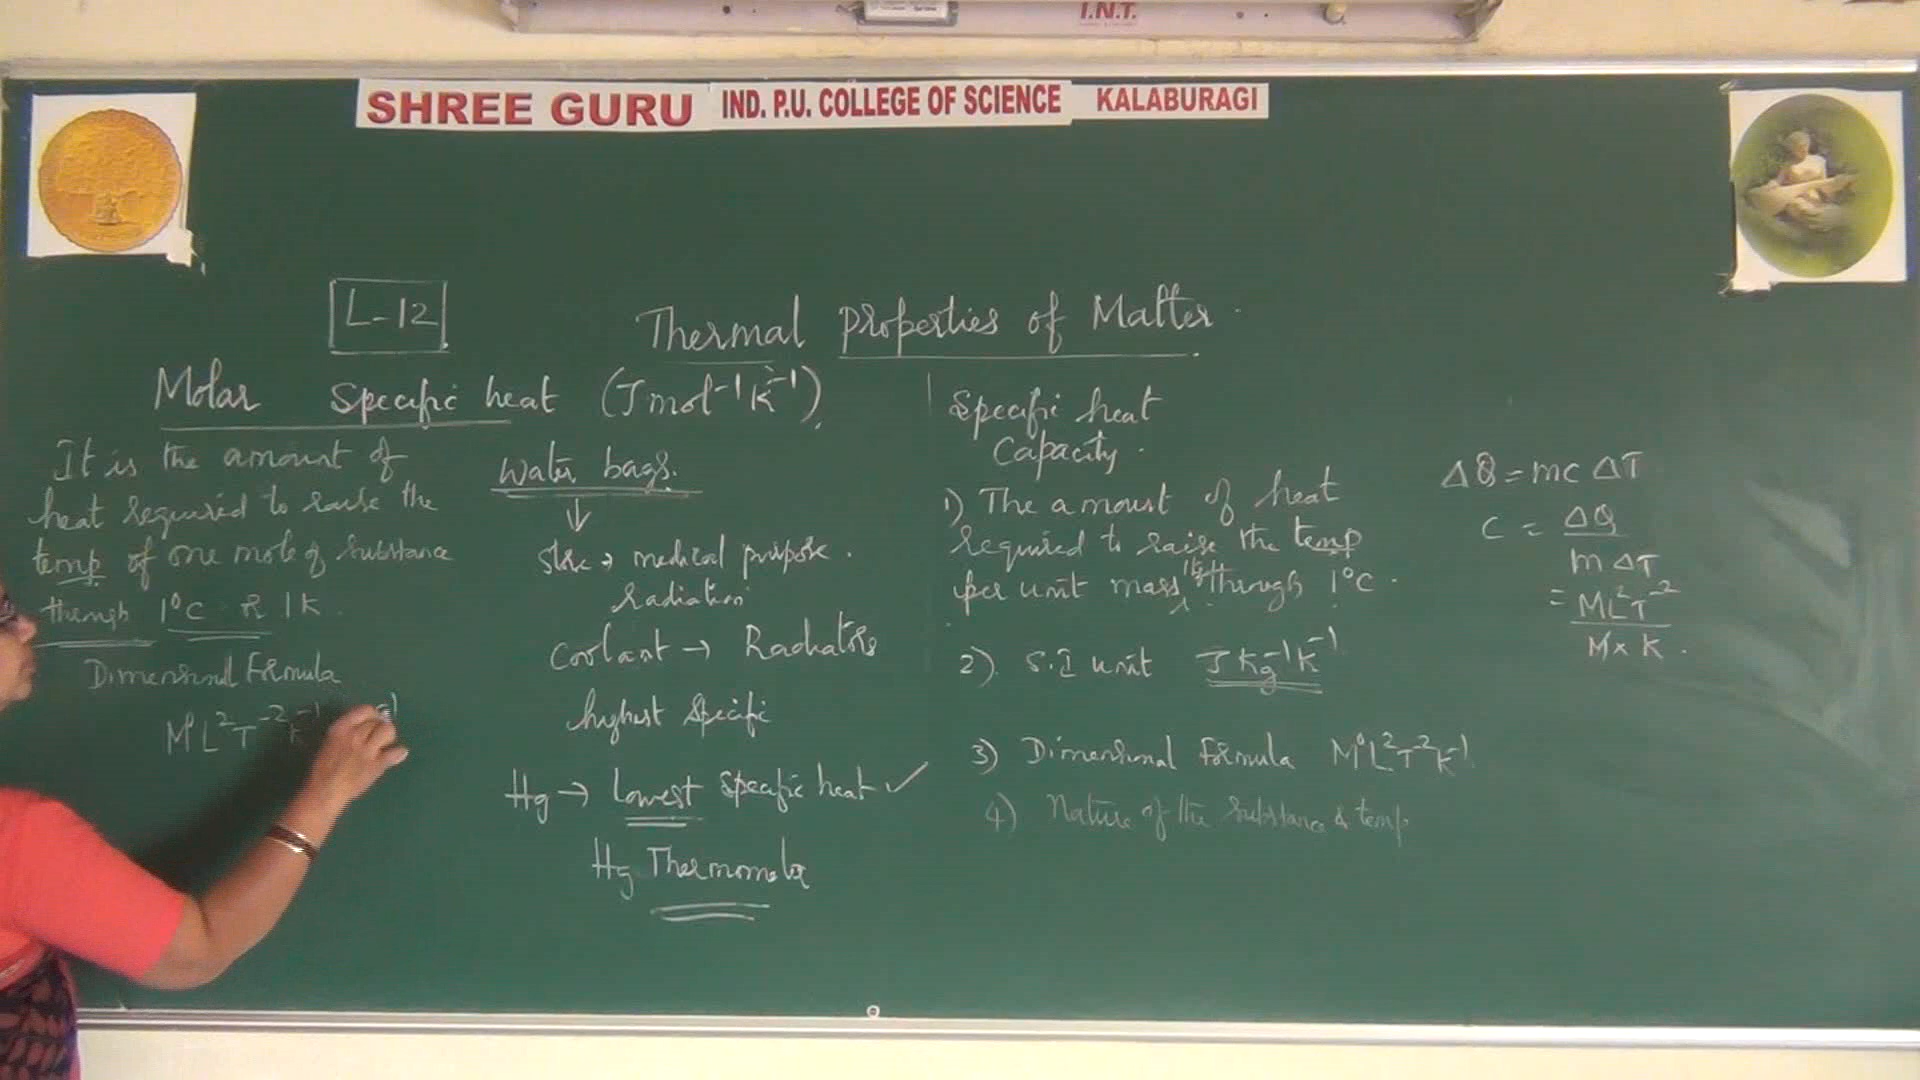 I.N.T.
SHREE GURU IND. P.U. COLLEGE OF SCIENCE KALABURAGI
L-12
Thermal properties of Matter.
Molar Specific heat (J mol⁻¹ K⁻¹)
It is the amount of
heat required to raise the
temp of one mole of substance
through 1°C & 1K.
Dimensional Formula
L²T⁻²K⁻¹
Water bags.
↓
→ medical purpose.
radiation
Coolant → Radiators
highest Specific
Hg → Lowest Specific heat ✓
Hg Thermometer
Specific heat
Capacity.
1) The amount of heat
required to raise the temp
per unit mass through 1°C.
2). S.I unit J Kg⁻¹ K⁻¹
3) Dimensional Formula M⁰L²T⁻²K⁻¹
4) Nature of the substance & temp
ΔQ = mc ΔT
C = ΔQ
m ΔT
= ML²T⁻²
M × K.